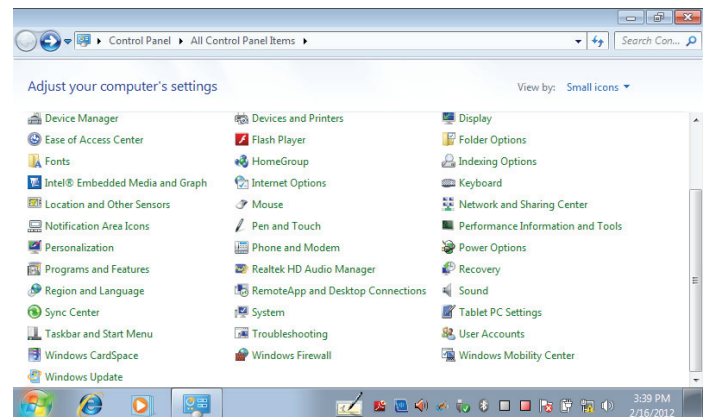 Control Panel All Control Panel Items Search Con...
Adjust your computer's settings View by: Small icons
Device Manager Devices and Printers Display
Ease of Access Center Flash Player Folder Options
Fonts HomeGroup Indexing Options
Intel® Embedded Media and Graph Internet Options Keyboard
Location and Other Sensors Mouse Network and Sharing Center
Notification Area Icons Pen and Touch Performance Information and Tools
Personalization Phone and Modem Power Options
Programs and Features Realtek HD Audio Manager Recovery
Region and Language RemoteApp and Desktop Connections Sound
Sync Center System Tablet PC Settings
Taskbar and Start Menu Troubleshooting User Accounts
Windows CardSpace Windows Firewall Windows Mobility Center
Windows Update
3:39 PM
2/16/2012